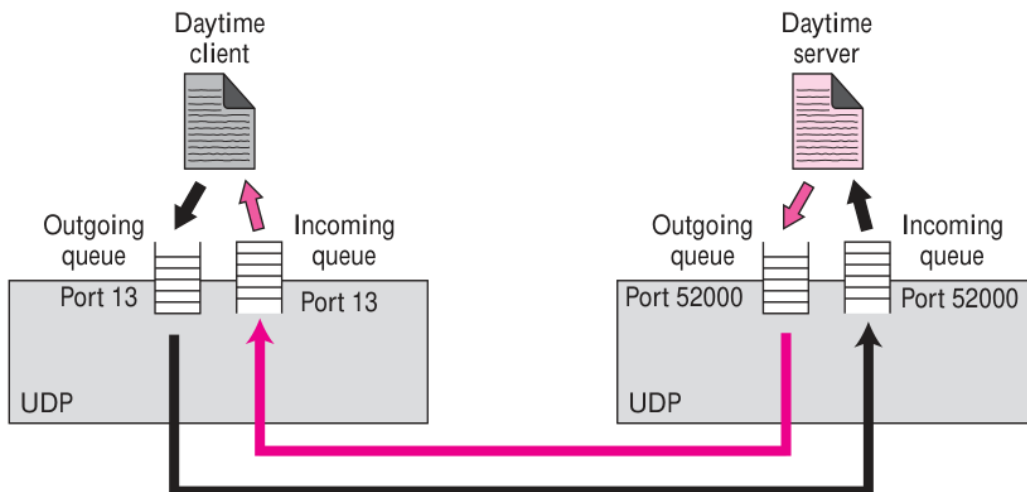 Daytime
client
Daytime
server
Outgoing
queue
Incoming
queue
Outgoing
queue
Incoming
queue
Port 13
Port 13
Port 52000
Port 52000
UDP
UDP